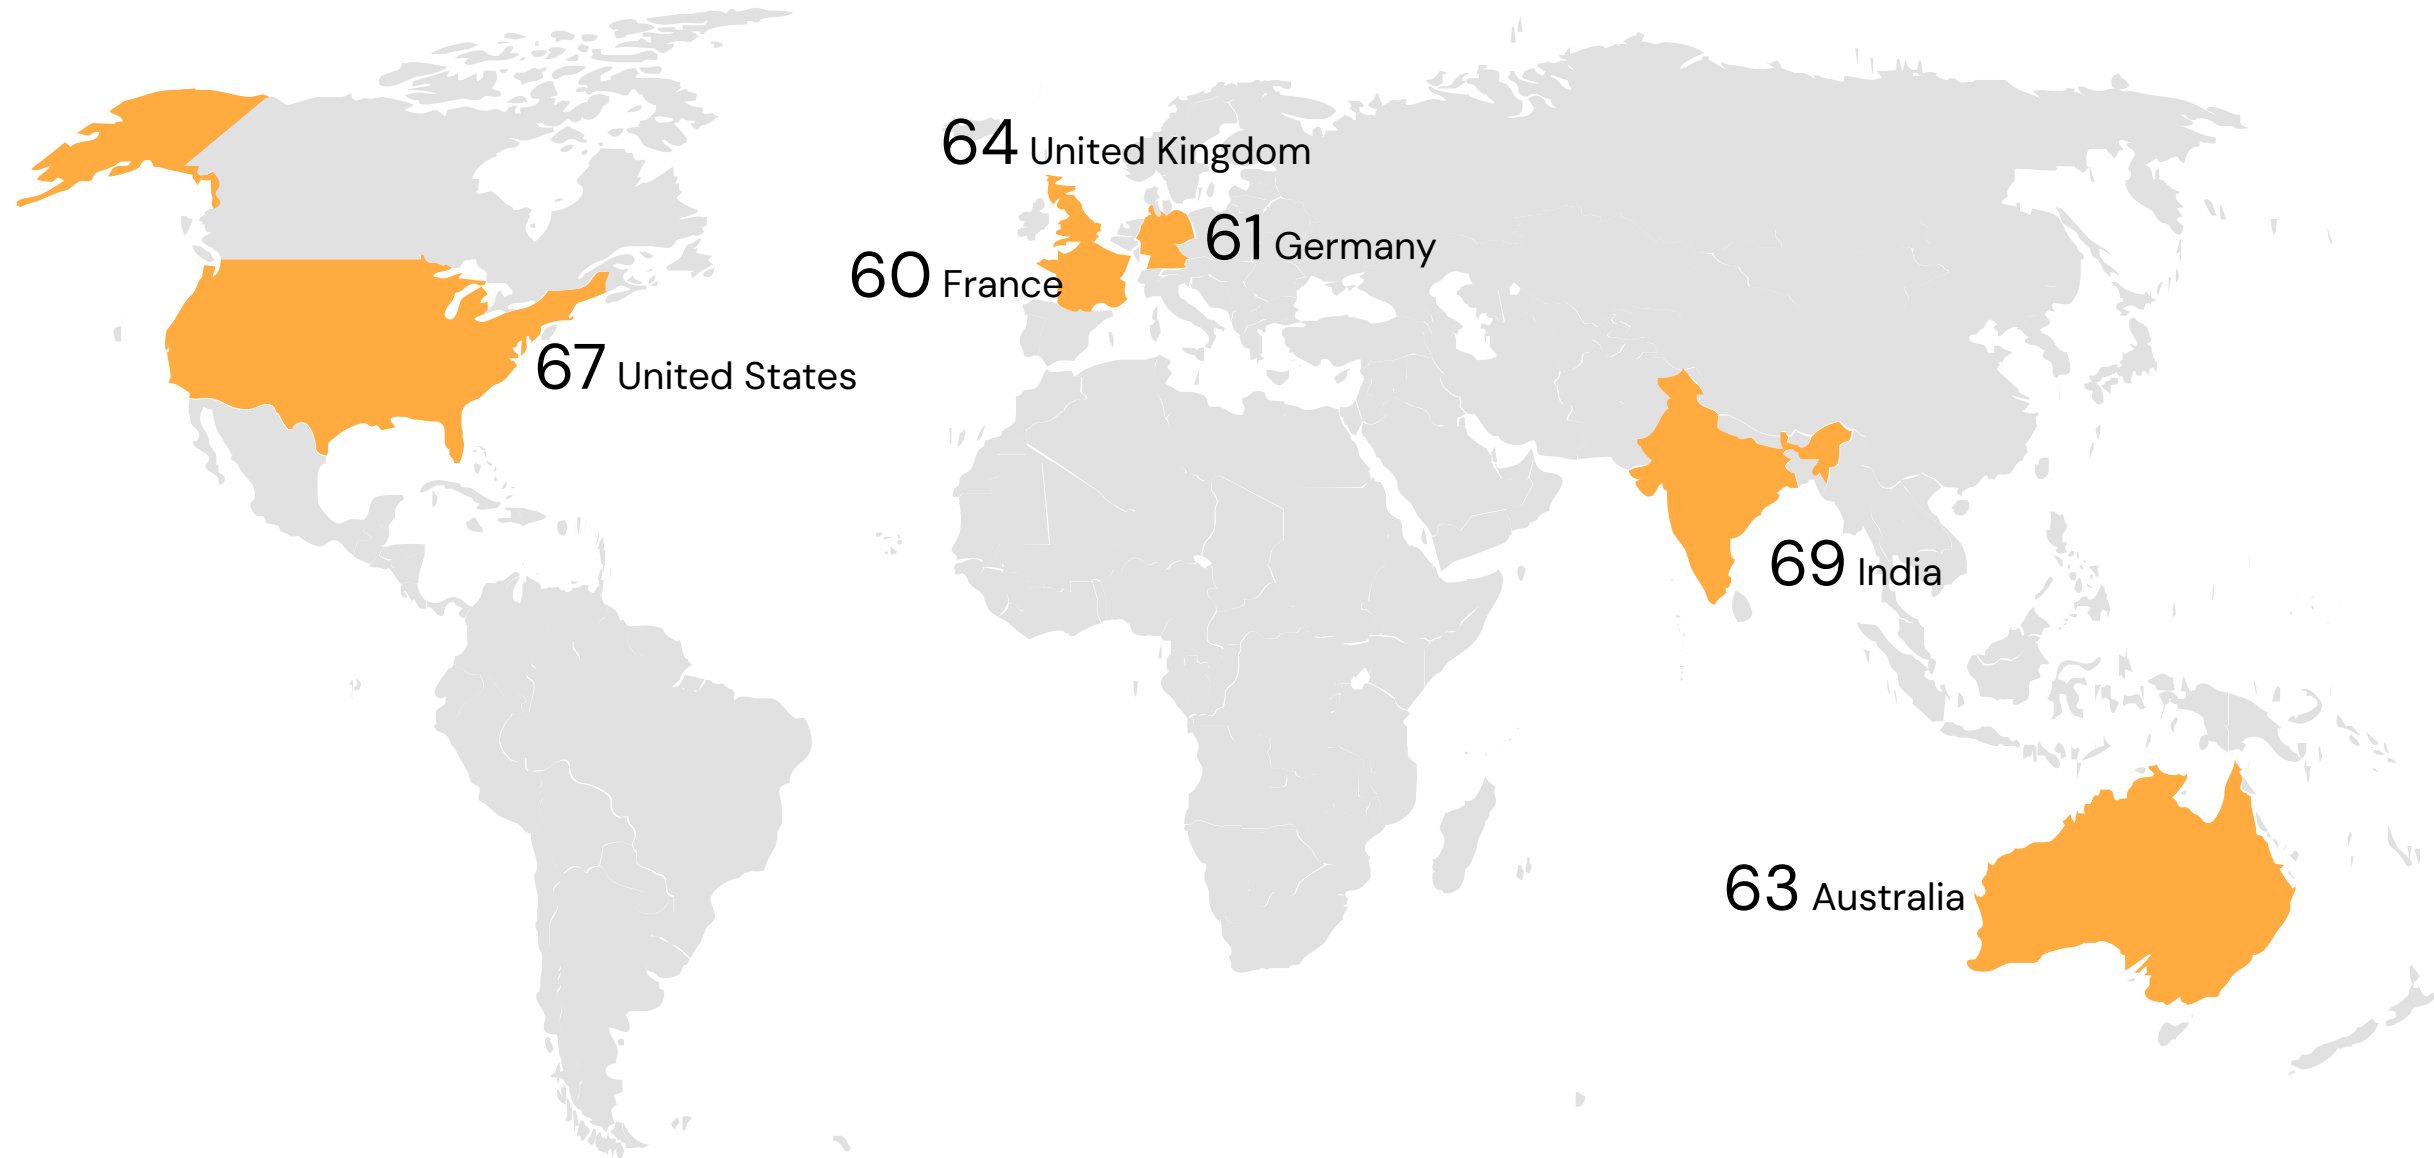 64 United Kingdom
61 Germany
60 France
67 United States
69 India
63 Australia